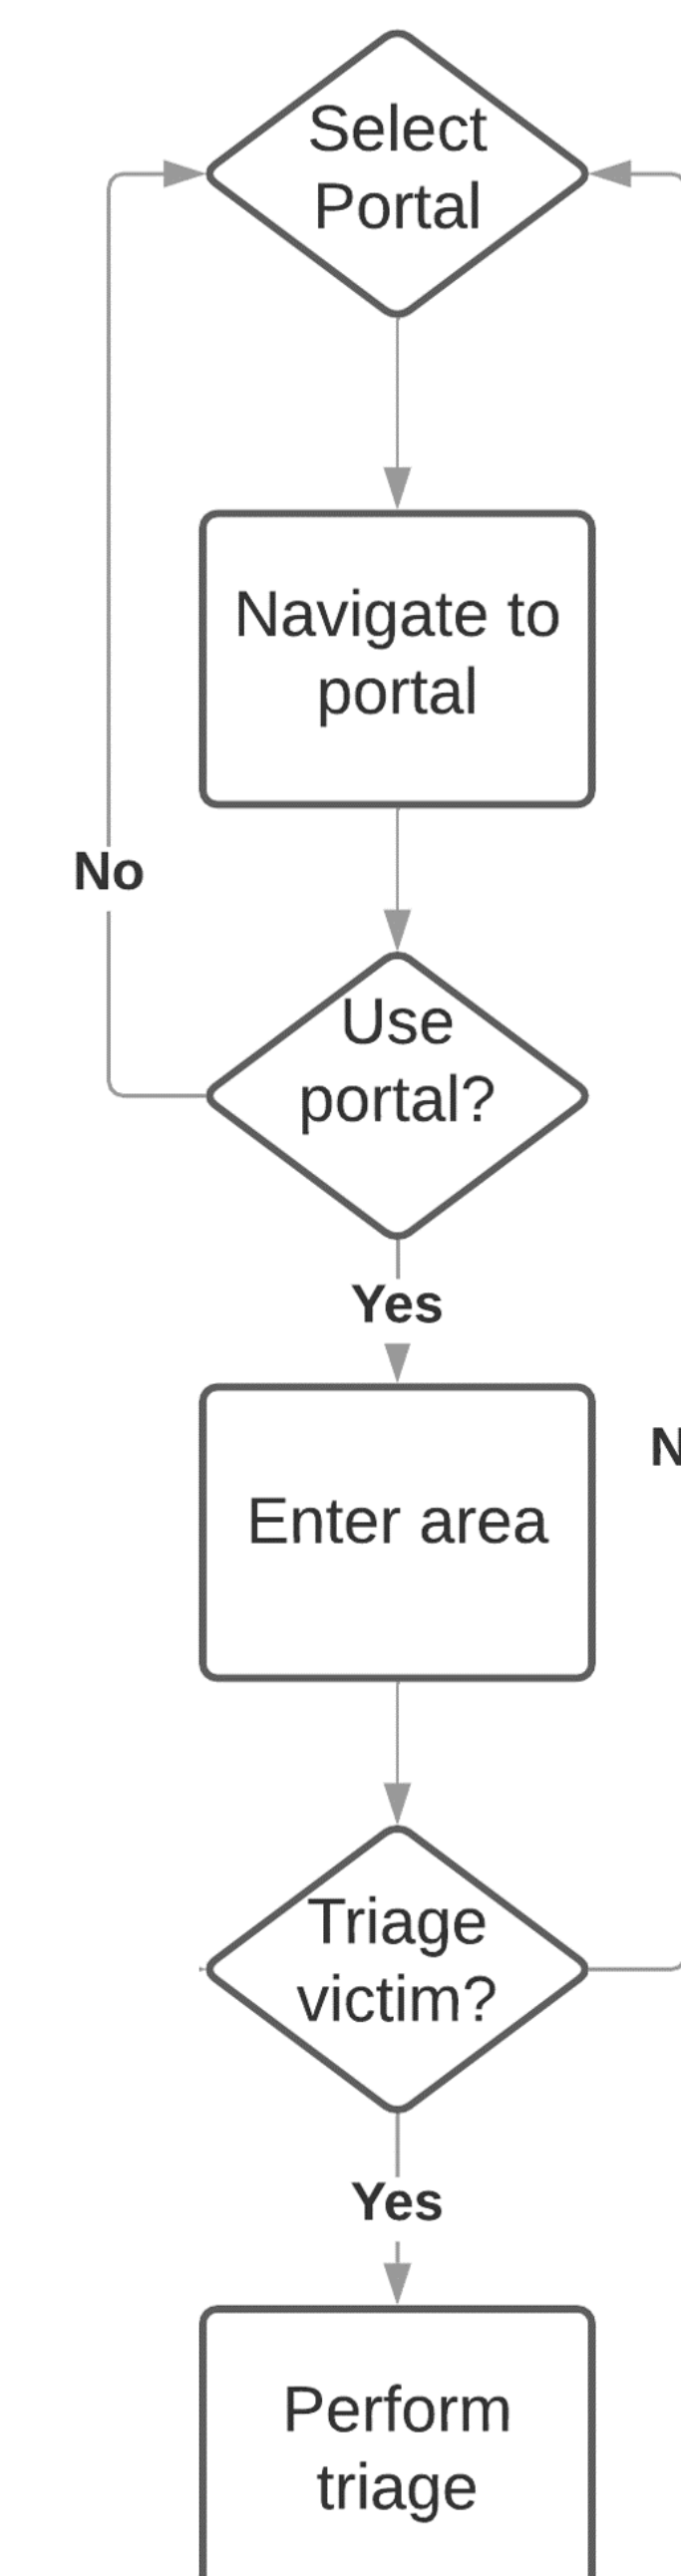 Select
Portal
Navigate to
portal
No
Use
portal?
Yes
Enter area
Triage
victim?
Yes
Perform
triage